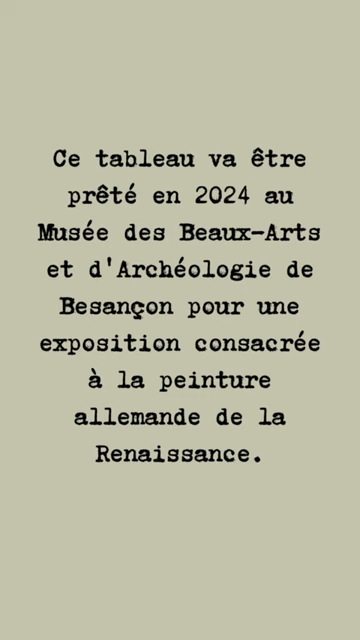 Ce tableau va être
prêté en 2024 au
Musée des Beaux-Arts
et d'Archéologie de
Besançon pour une
exposition consacrée
à la peinture
allemande de la
Renaissance.